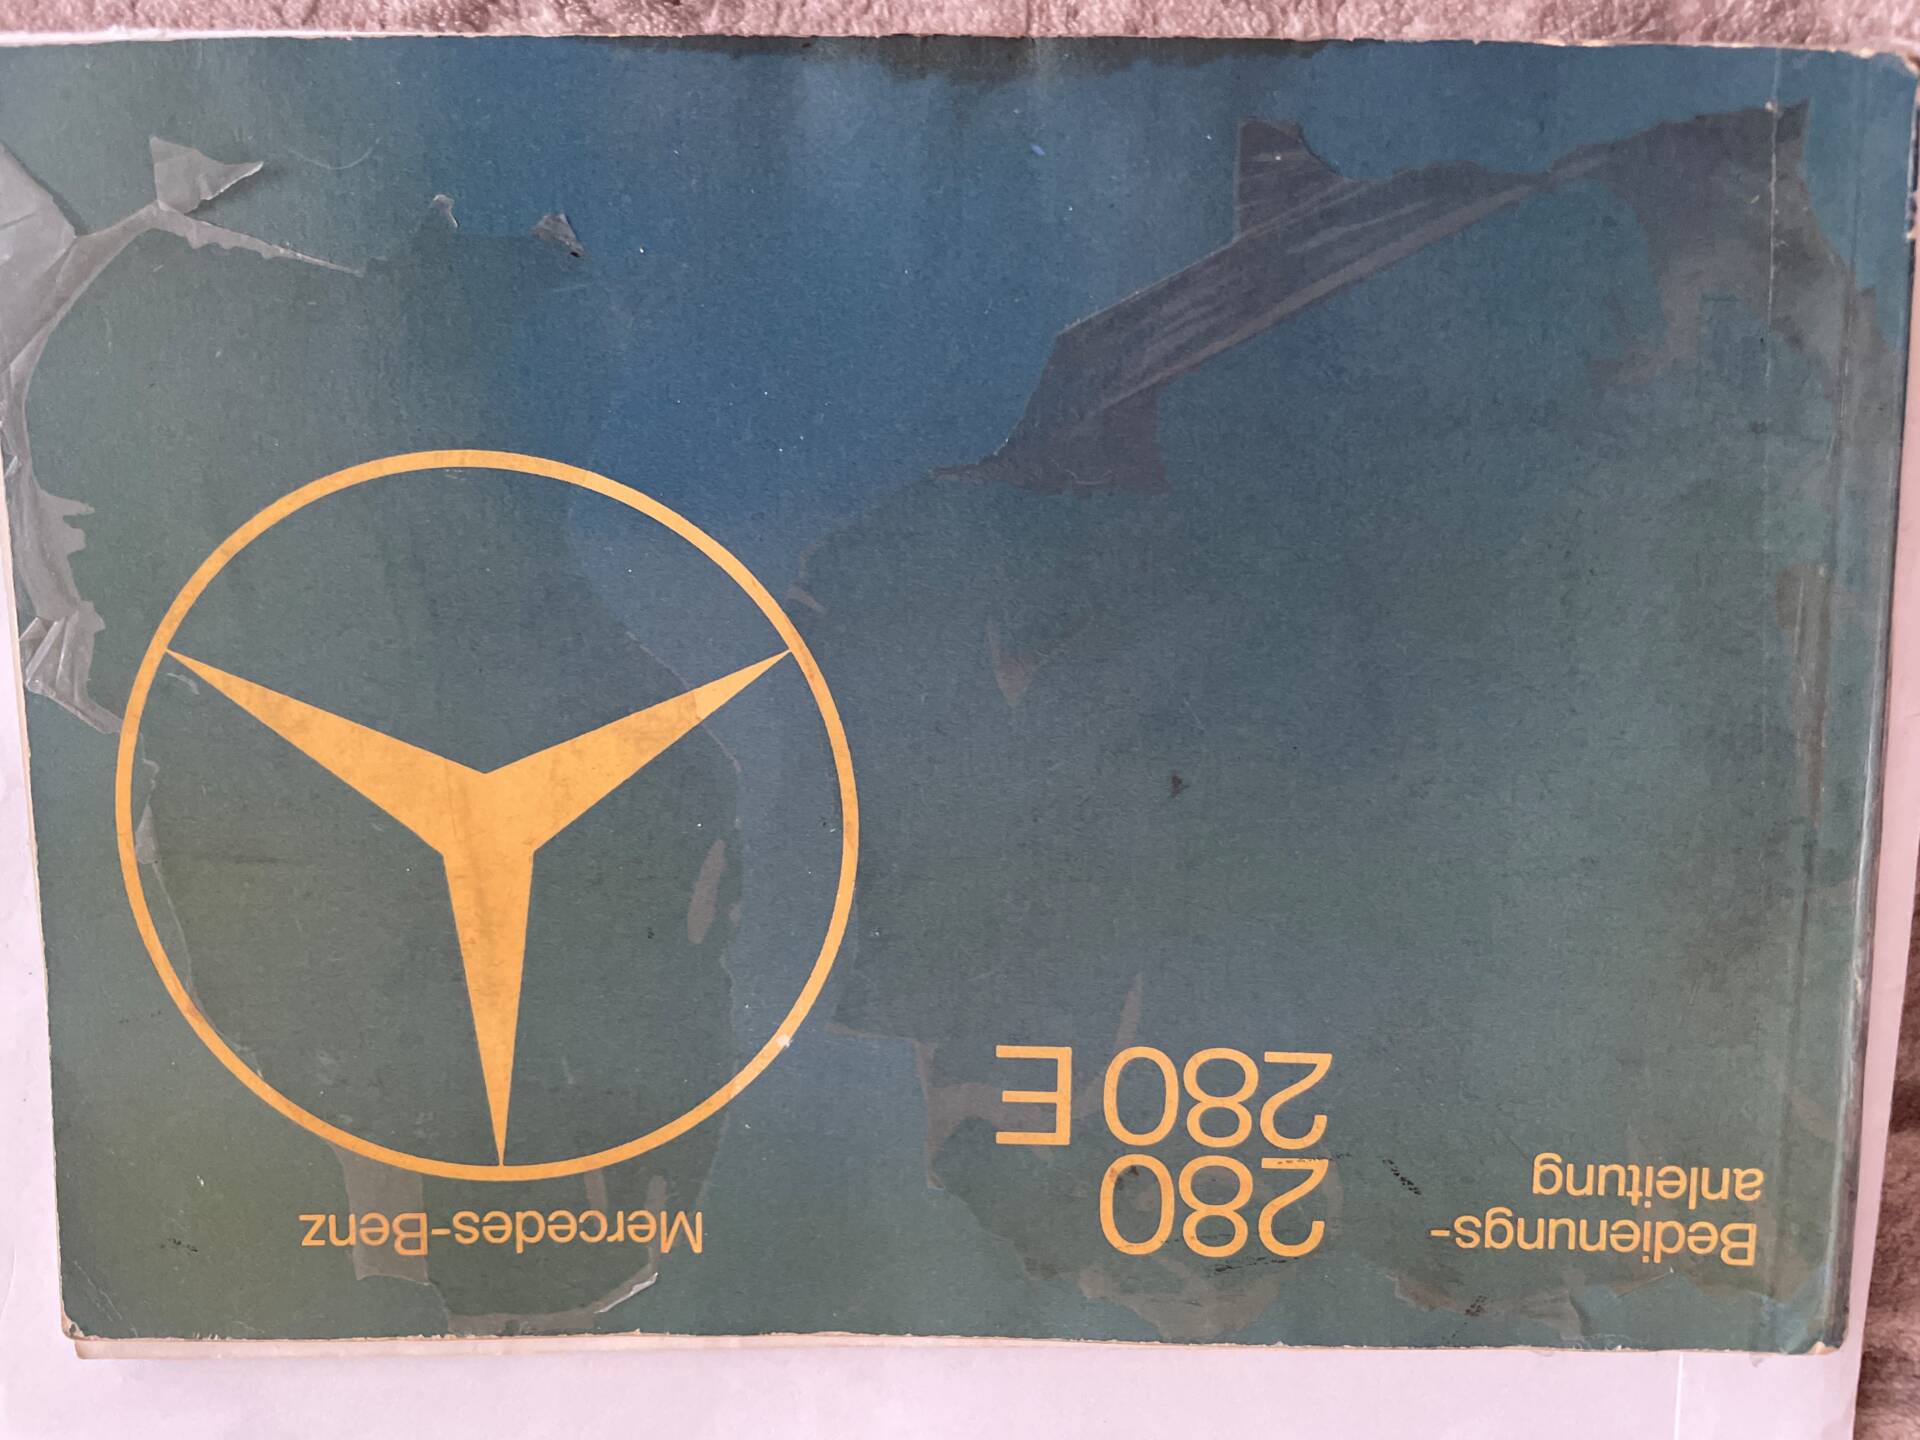 Bedienungs-
anleitung
280
280 E
Mercedes-Benz